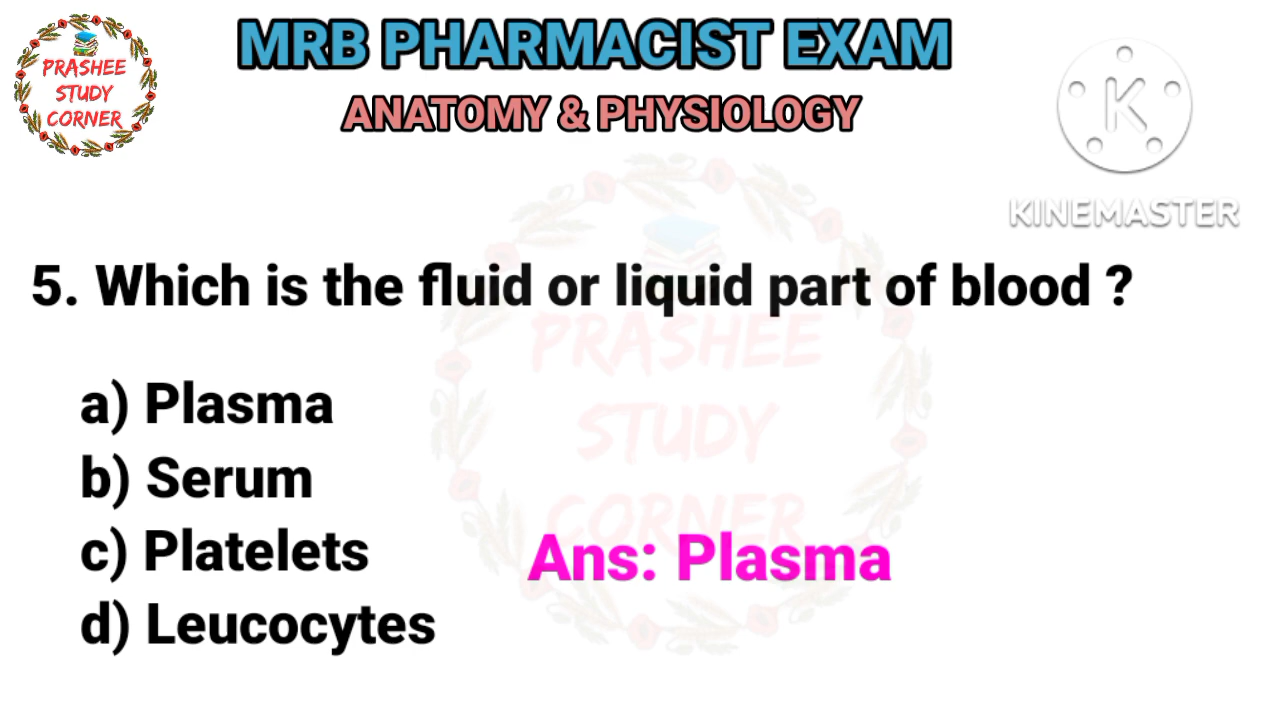 PRASHEE
STUDY
CORNER
MRB PHARMACIST EXAM
ANATOMY & PHYSIOLOGY
K
KINEMASTER
5. Which is the fluid or liquid part of blood ?
PRASHEE
STUDY
CORNER
a) Plasma
b) Serum
c) Platelets
d) Leucocytes
Ans: Plasma